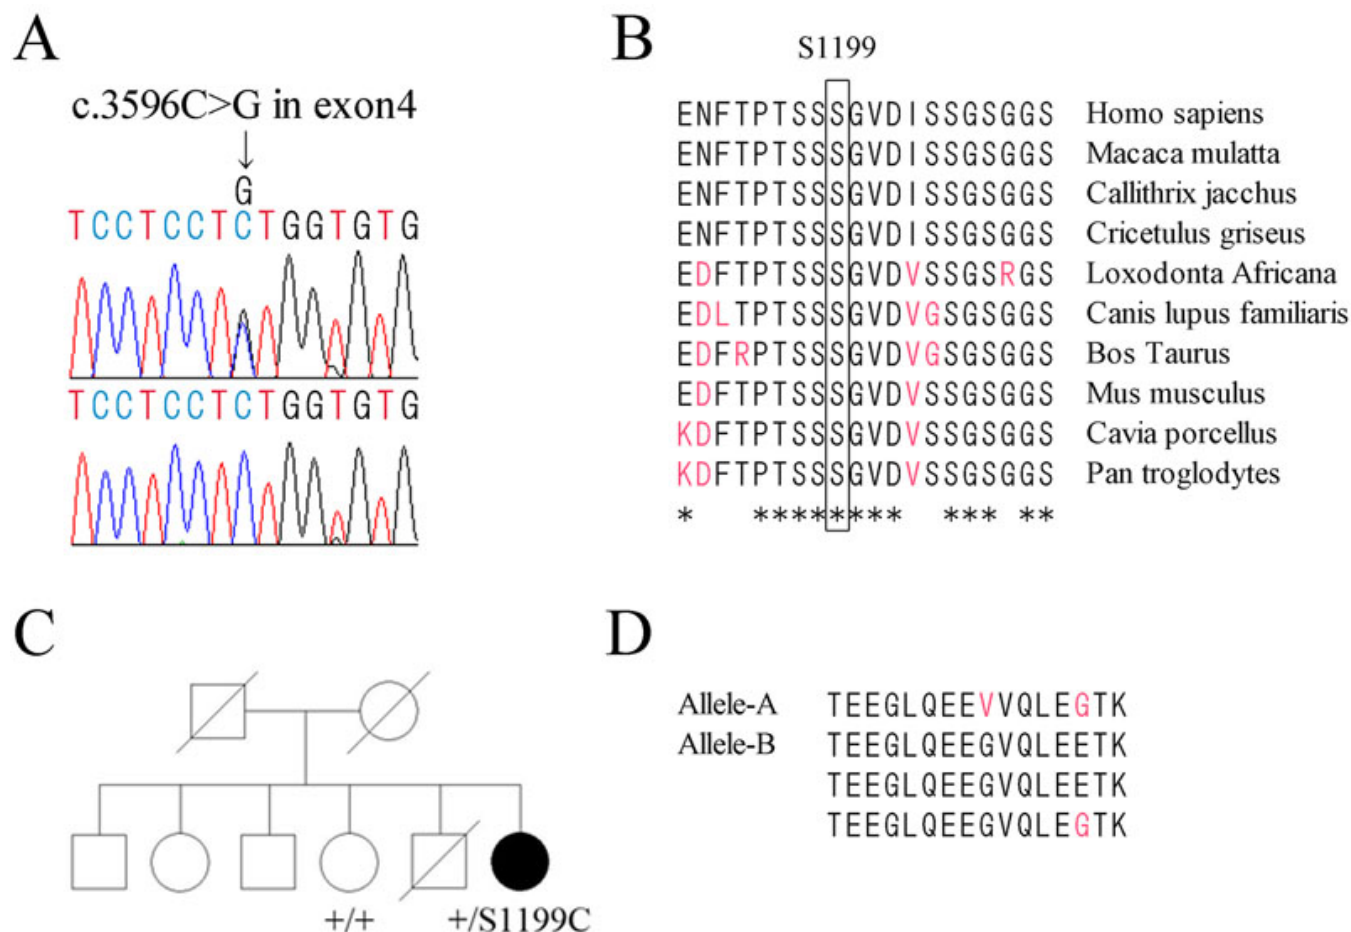 A
c.3596C>G in exon4
G
TCCTCCTCTGGTGTG
TCCTCCTCTGGTGTG
B
S1199
ENFTPTSSSGVDISSGSGGS Homo sapiens
ENFTPTSSSGVDISSGSGGS Macaca mulatta
ENFTPTSSSGVDISSGSGGS Callithrix jacchus
ENFTPTSSSGVDISSGSGGS Cricetulus griseus
EDFTPTSSSGVDVSSGSRGS Loxodonta Africana
EDLTPTSSSGVDVGSGSGGS Canis lupus familiaris
EDFRPTSSSGVDVGSGSGGS Bos Taurus
EDFTPTSSSGVDVSSGSGGS Mus musculus
KDFTPTSSSGVDVSSGSGGS Cavia porcellus
KDFTPTSSSGVDVSSGSGGS Pan troglodytes
* ******** *** **
C
+/+ +/S1199C
D
Allele-A TEEGLQEEVVQLEGTK
Allele-B TEEGLQEEGVQLEETK
TEEGLQEEGVQLEETK
TEEGLQEEGVQLEGTK